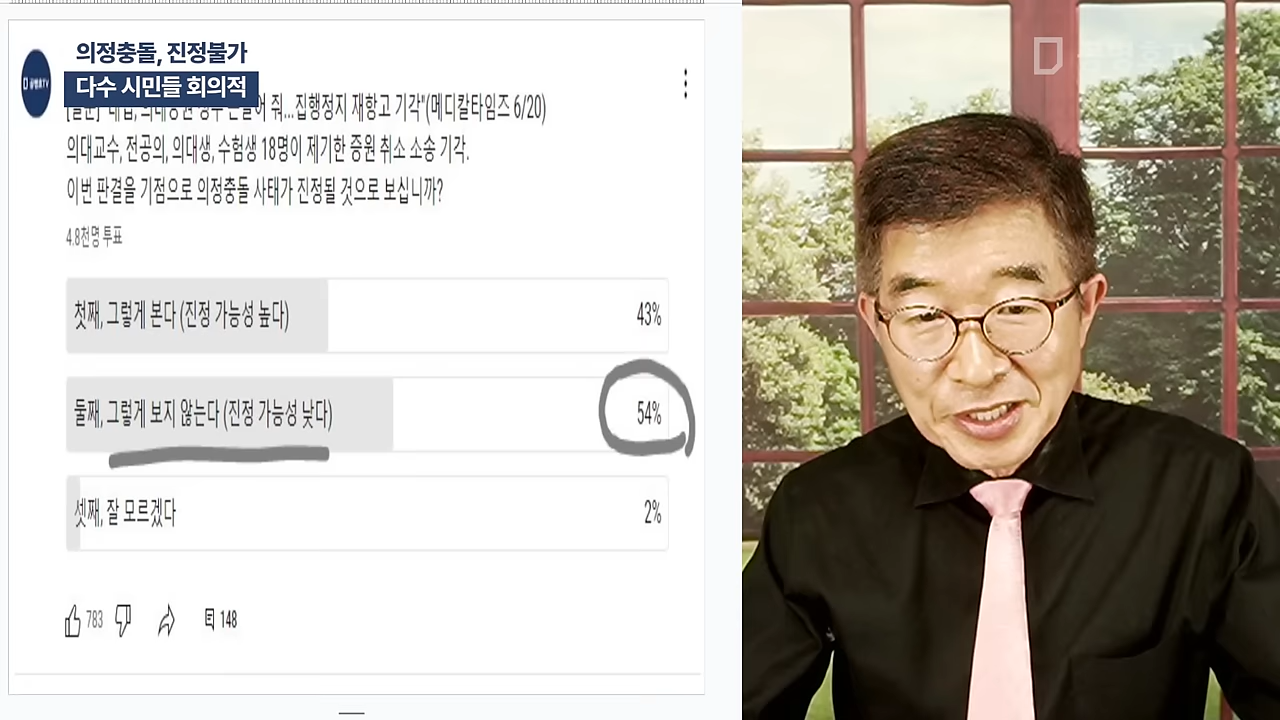 의정충돌, 진정불가
다수 시민들 회의적
줘...집행정지 재항고 기각"(메디칼타임즈 6/20)
의대교수, 전공의, 의대생, 수험생 18명이 제기한 증원 취소 소송 기각.
이번 판결을 기점으로 의정충돌 사태가 진정될 것으로 보십니까?
4.8천명 투표
첫째, 그렇게 본다 (진정 가능성 높다)
43%
둘째, 그렇게 보지 않는다 (진정 가능성 낮다)
54%
셋째, 잘 모르겠다
2%
783
148
공병호TV